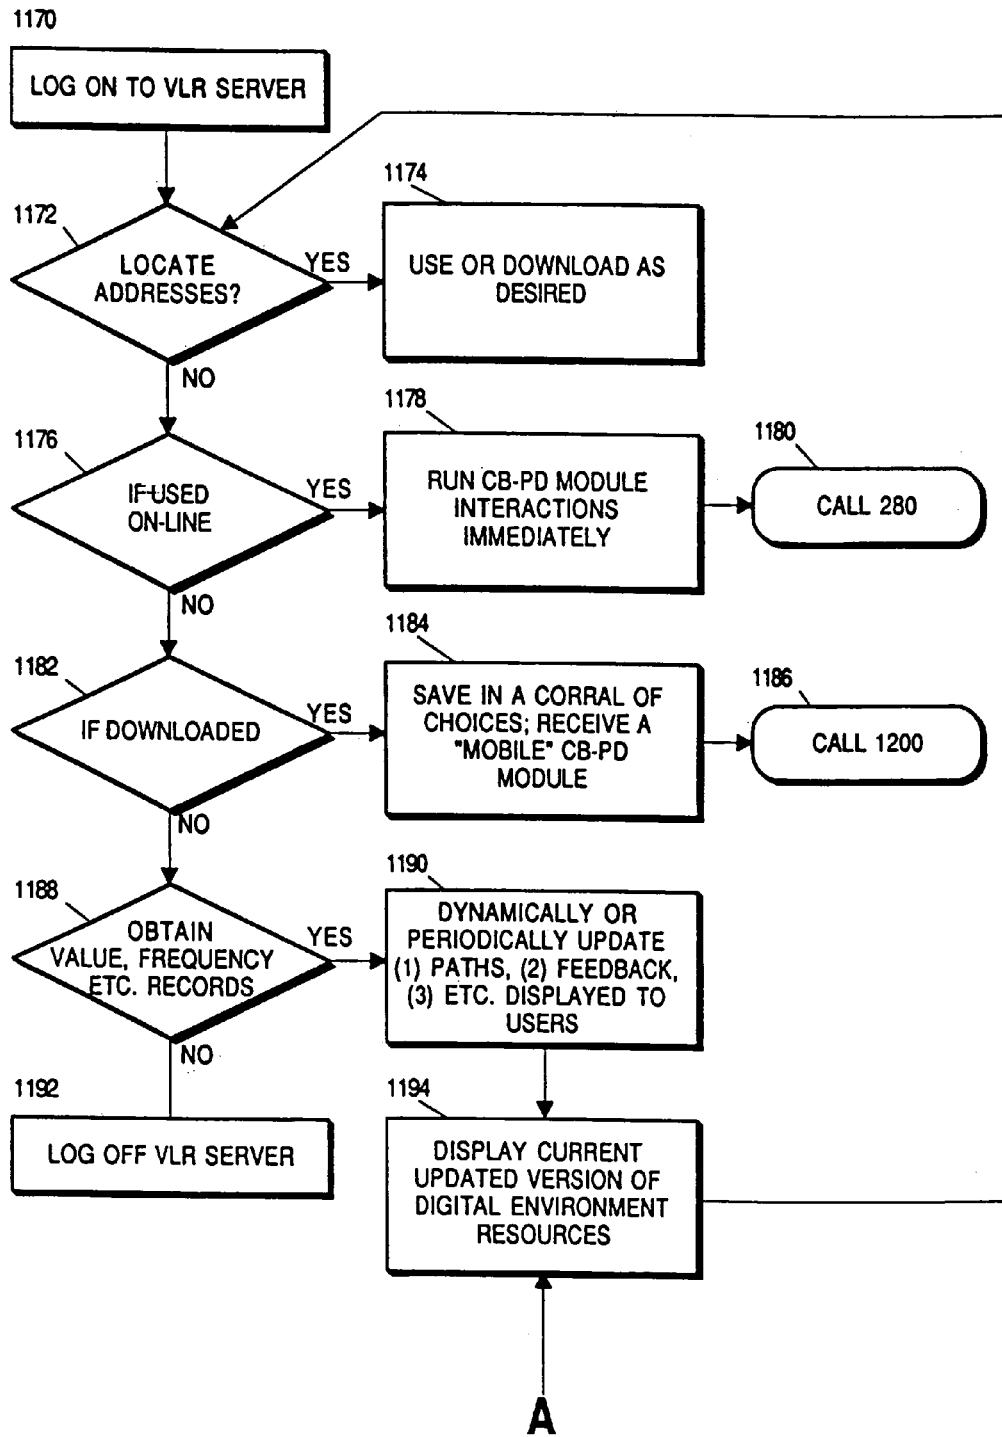 1170
LOG ON TO VLR SERVER
1172
LOCATE
ADDRESSES?
YES
NO
1174
USE OR DOWNLOAD AS
DESIRED
1176
IF USED
ON-LINE
YES
NO
1178
RUN CB-PD MODULE
INTERACTIONS
IMMEDIATELY
1180
CALL 280
1182
IF DOWNLOADED
YES
NO
1184
SAVE IN A CORRAL OF
CHOICES; RECEIVE A
"MOBILE" CB-PD
MODULE
1186
CALL 1200
1188
OBTAIN
VALUE, FREQUENCY
ETC. RECORDS
YES
NO
1190
DYNAMICALLY OR
PERIODICALLY UPDATE
(1) PATHS, (2) FEEDBACK,
(3) ETC. DISPLAYED TO
USERS
1192
LOG OFF VLR SERVER
1194
DISPLAY CURRENT
UPDATED VERSION OF
DIGITAL ENVIRONMENT
RESOURCES
A